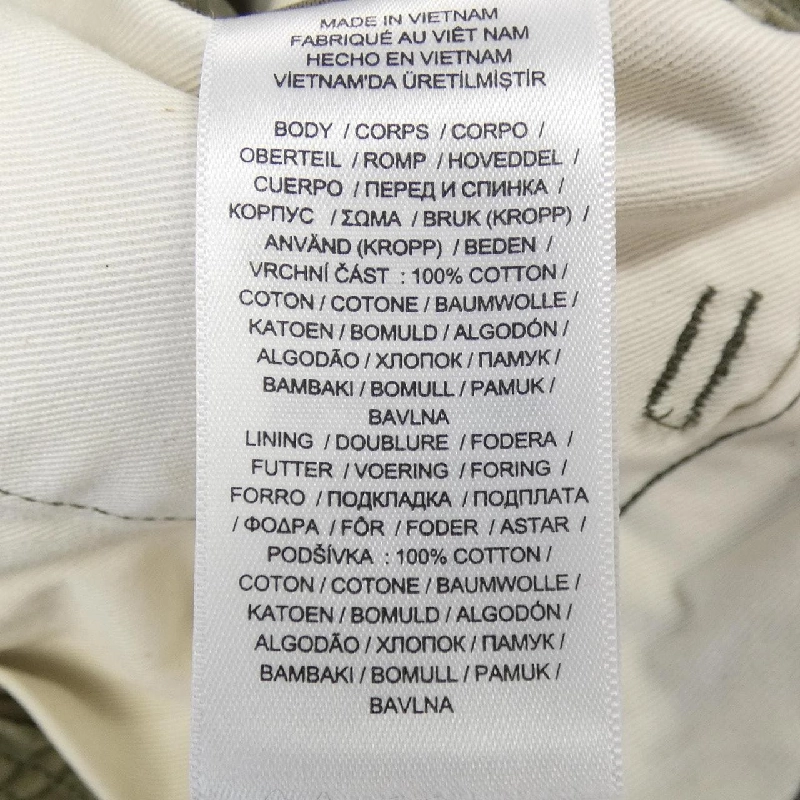 MADE IN VIETNAM
FABRIQUÉ AU VIÊT NAM
HECHO EN VIETNAM
VİETNAM'DA ÜRETİLMİŞTİR
BODY / CORPS / CORPO /
OBERTEIL / ROMP / HOVEDDEL /
CUERPO / ПЕРЕД И СПИНКА /
КОРПУС / ΣΩΜΑ / BRUK (KROPP) /
ANVÄND (KROPP) / BEDEN /
VRCHNÍ ČÁST : 100% COTTON /
COTON / COTONE / BAUMWOLLE /
KATOEN / BOMULD / ALGODÓN /
ALGODÃO / ХЛОПОК / ПАМУК /
BAMBAKI / BOMULL / PAMUK /
BAVLNA
LINING / DOUBLURE / FODERA /
FUTTER / VOERING / FORING /
FORRO / ПОДКЛАДКА / ПОДПЛАТА
/ ΦΟΔΡΑ / FÔR / FODER / ASTAR /
PODŠÍVKA : 100% COTTON /
COTON / COTONE / BAUMWOLLE /
KATOEN / BOMULD / ALGODÓN /
ALGODÃO / ХЛОПОК / ПАМУК /
BAMBAKI / BOMULL / PAMUK /
BAVLNA